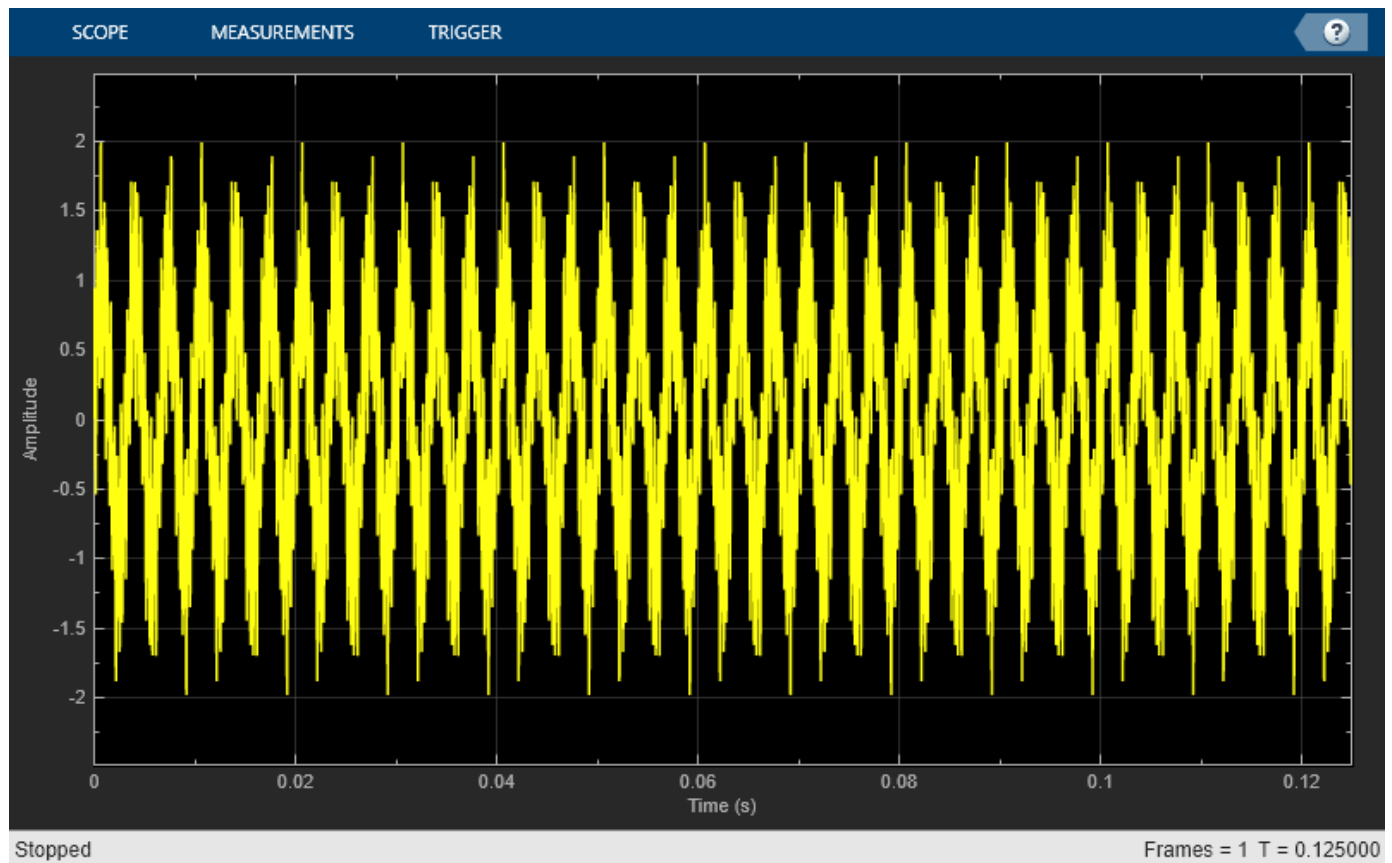 SCOPE MEASUREMENTS TRIGGER ?
2
1.5
1
0.5
0
-0.5
-1
-1.5
-2
Amplitude
0 0.02 0.04 0.06 0.08 0.1 0.12
Time (s)
Stopped Frames = 1 T = 0.125000